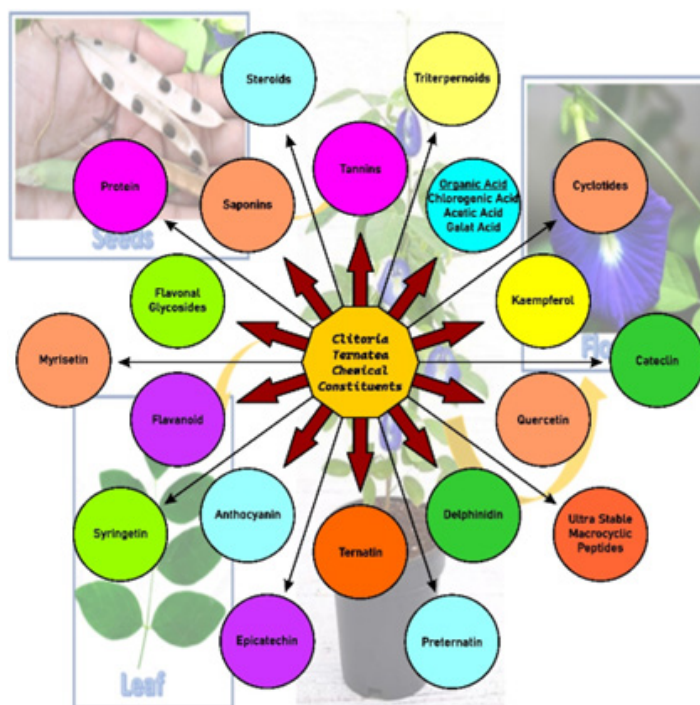 Steroids
Triterpernoids
Protein
Saponins
Tannins
Organic Acid
Chlorogenic Acid
Acetic Acid
Galat Acid
Cyclotides
Seeds
Flavonal
Glycosides
Kaempferol
Clitoria
Ternatea
Chemical
Constituents
Myrisetin
Cateclin
Flavanoid
Quercetin
Syringetin
Anthocyanin
Ternatin
Delphinidin
Ultra Stable
Macrocyclic
Peptides
Epicatechin
Preternatin
Leaf